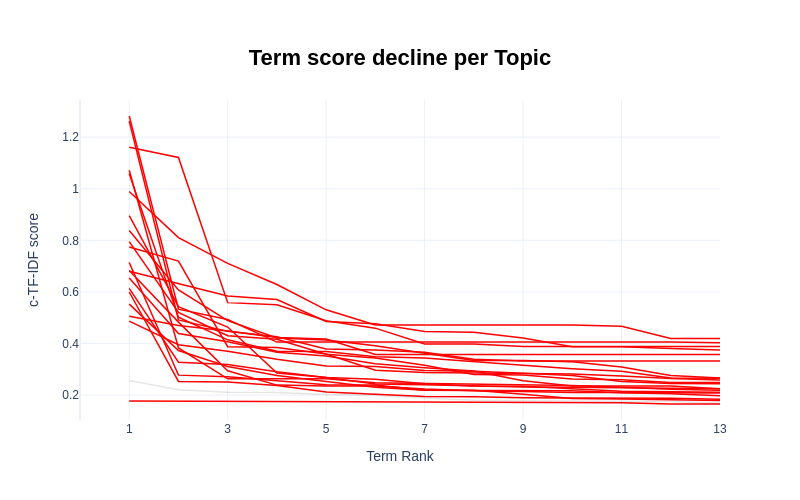 Term score decline per Topic
c-TF-IDF score
1.2
1
0.8
0.6
0.4
0.2
1 3 5 7 9 11 13
Term Rank